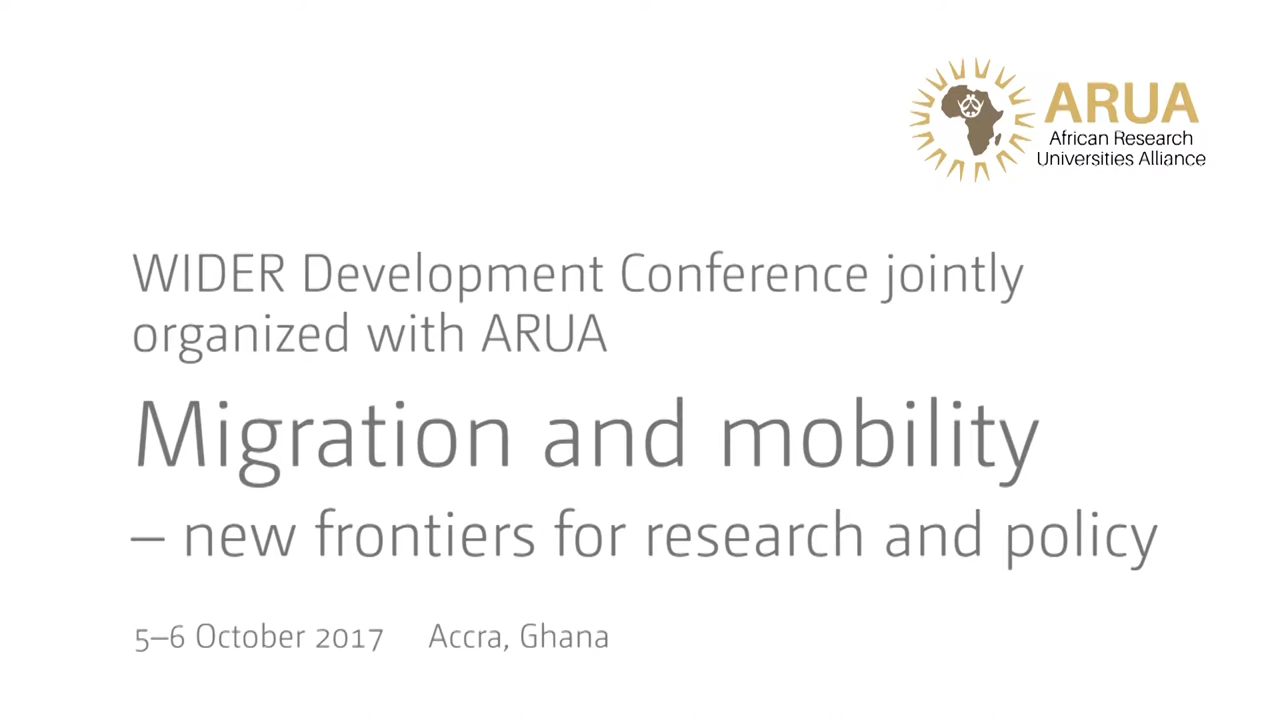 ARUA
African Research
Universities Alliance
WIDER Development Conference jointly
organized with ARUA
Migration and mobility
– new frontiers for research and policy
5–6 October 2017 Accra, Ghana